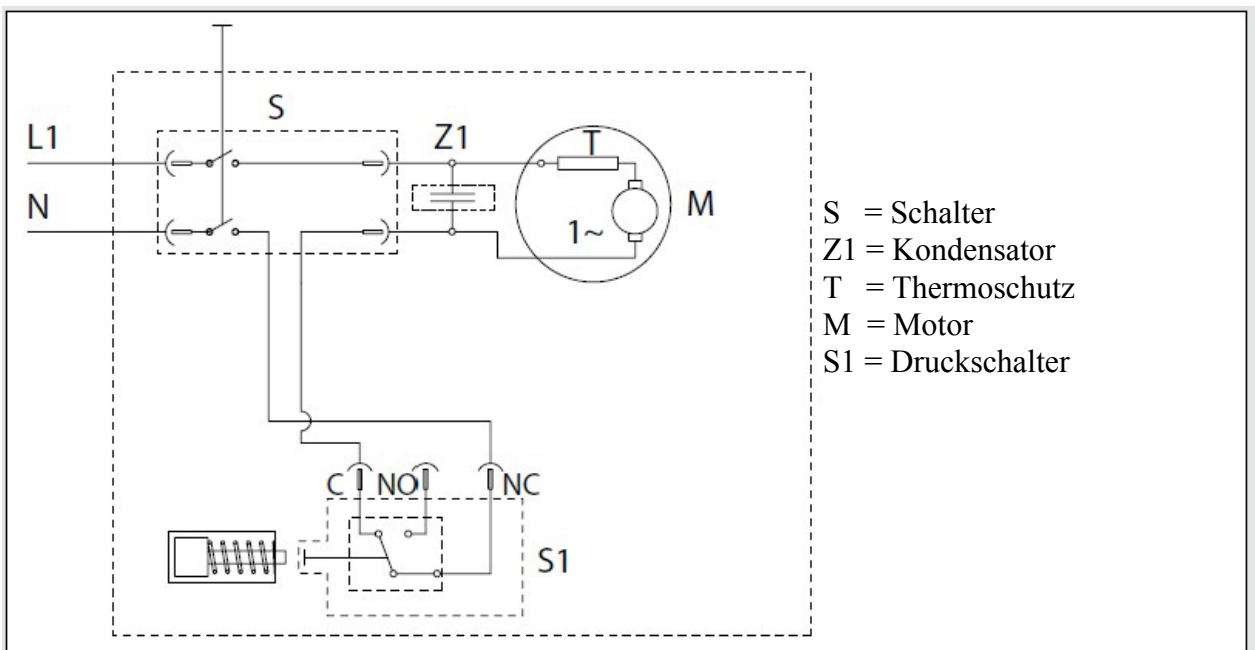 S
L1
Z1
T
N
M
1~
S = Schalter
Z1 = Kondensator
T = Thermoschutz
M = Motor
S1 = Druckschalter
C NO NC
S1